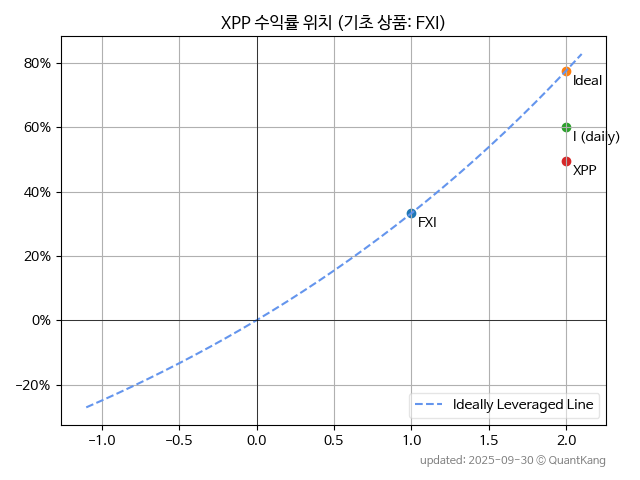 XPP 수익률 위치 (기초 상품: FXI)
80%
60%
40%
20%
0%
−20%
Ideal
I (daily)
XPP
FXI
Ideally Leveraged Line
−1.0 −0.5 0.0 0.5 1.0 1.5 2.0
updated: 2025-09-30 © QuantKang